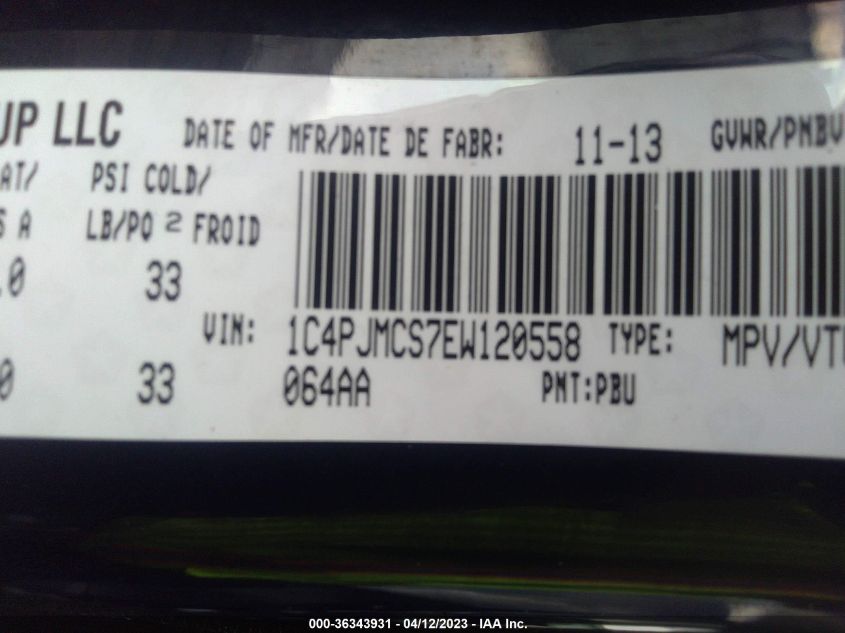 UP LLC DATE OF MFR/DATE DE FABR: 11-13 GVWR/PNBV
AT/ PSI COLD/
S A LB/PO 2 FROID
.0 33
VIN: 1C4PJMCS7EW120558 TYPE: MPV/VT
0 33 064AA PNT:PBU
000-36343931 - 04/12/2023 - IAA Inc.